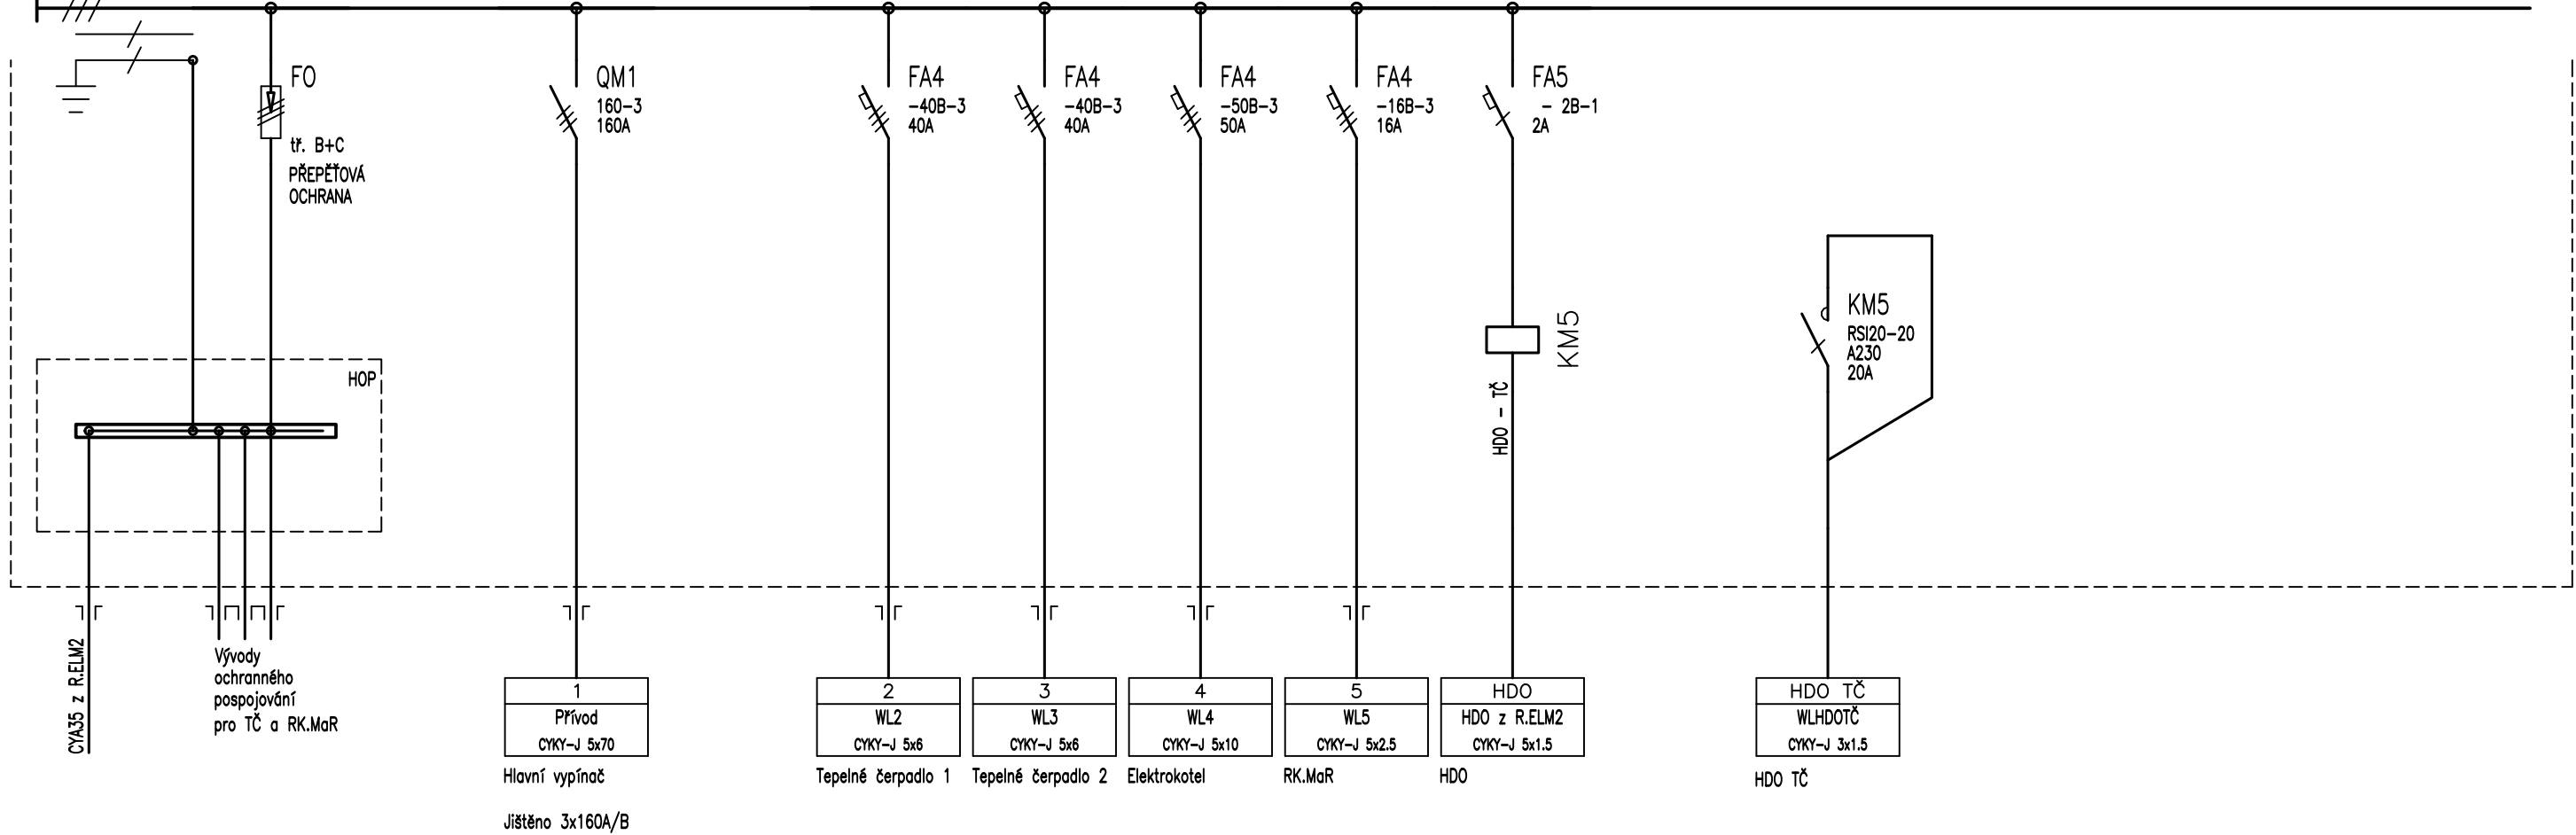 FO
tř. B+C
PŘEPĚŤOVÁ
OCHRANA
QM1
160-3
160A
FA4
-40B-3
40A
FA4
-40B-3
40A
FA4
-50B-3
50A
FA4
-16B-3
16A
FA5
- 2B-1
2A
KM5
HDO - TČ
KM5
RSI20-20
A230
20A
HOP
CYA35 z R.ELM2
Vývody
ochranného
pospojování
pro TČ a RK.MaR
1
Přívod
CYKY-J 5x70
Hlavní vypínač
Jištěno 3x160A/B
2
WL2
CYKY-J 5x6
Tepelné čerpadlo 1
3
WL3
CYKY-J 5x6
Tepelné čerpadlo 2
4
WL4
CYKY-J 5x10
Elektrokotel
5
WL5
CYKY-J 5x2.5
RK.MaR
HDO
HDO z R.ELM2
CYKY-J 5x1.5
HDO
HDO TČ
WLHDOTČ
CYKY-J 3x1.5
HDO TČ